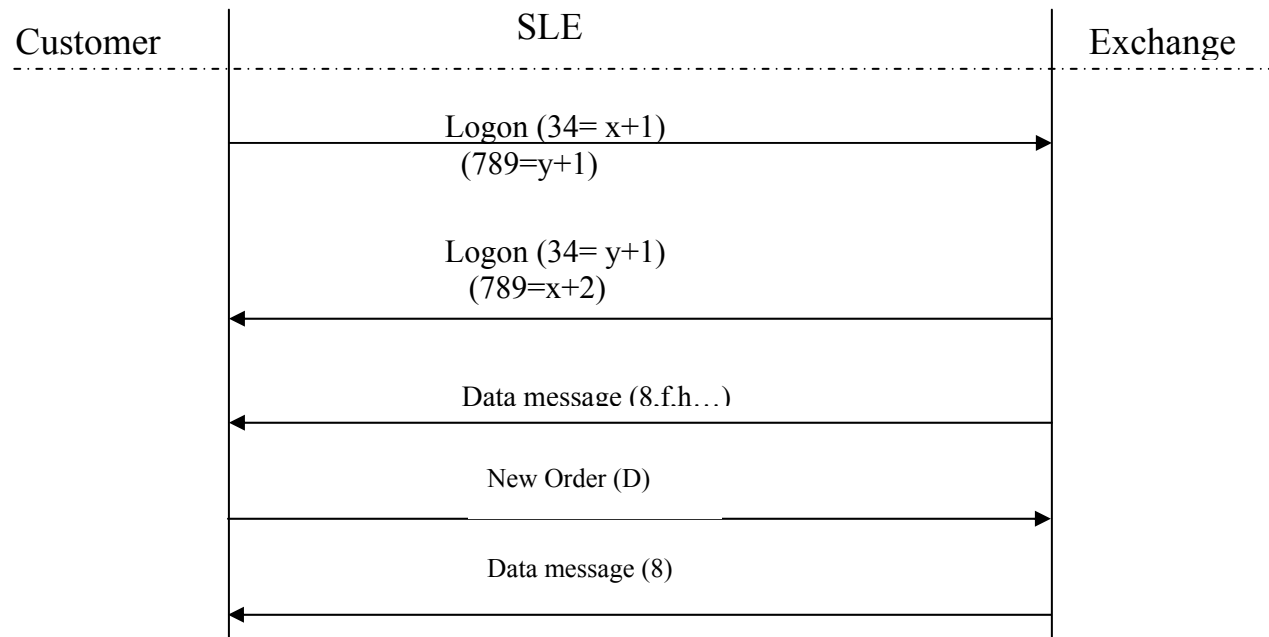 Customer
SLE
Exchange
Logon (34= x+1)
(789=y+1)
Logon (34= y+1)
(789=x+2)
Data message (8,f,h…)
New Order (D)
Data message (8)